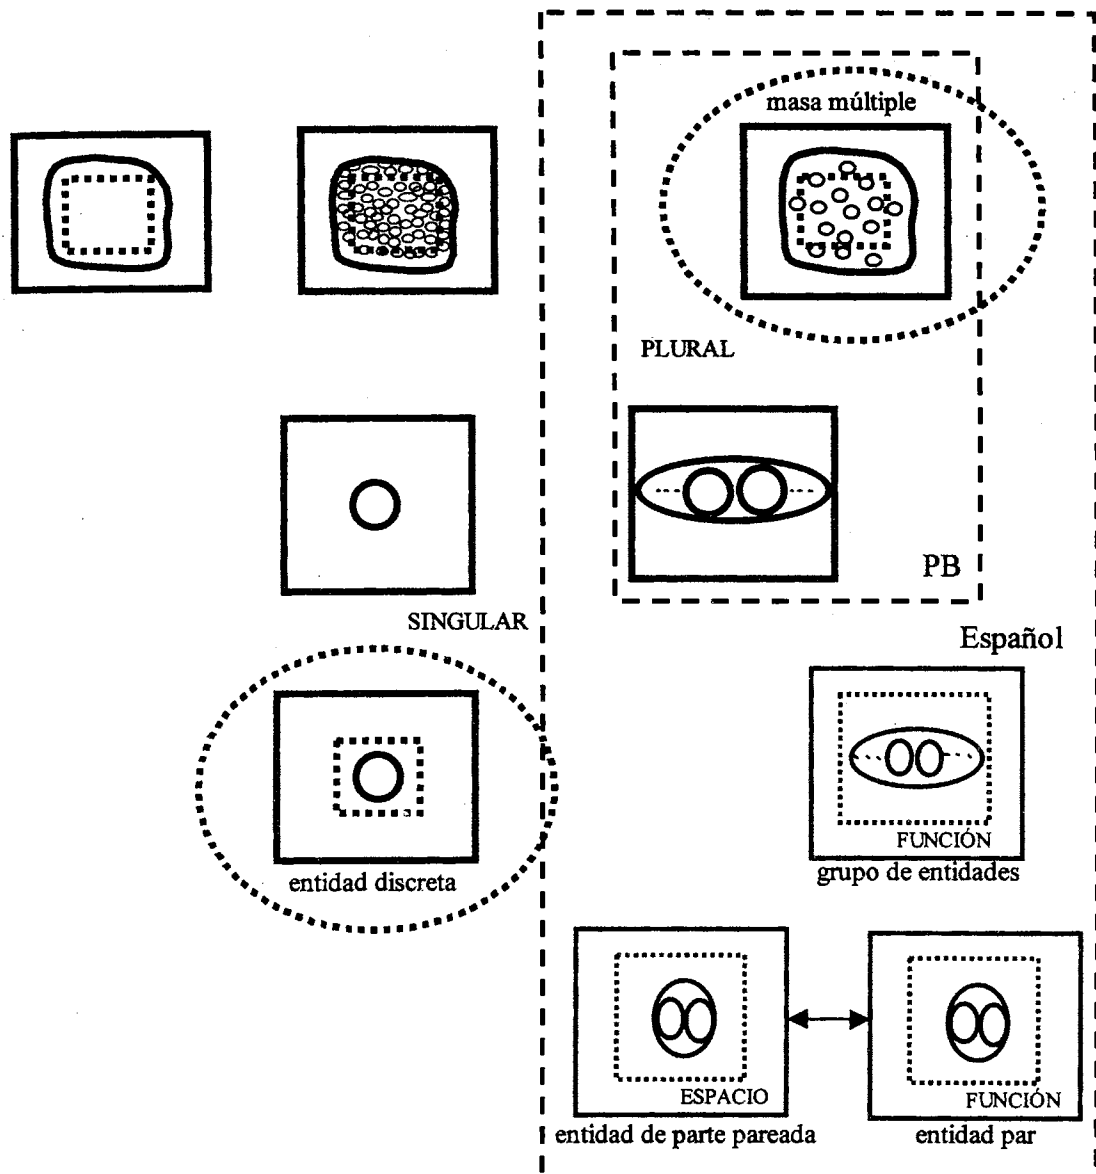 masa múltiple
PLURAL
PB
SINGULAR
Español
FUNCIÓN
entidad discreta
grupo de entidades
ESPACIO
FUNCIÓN
entidad de parte pareada
entidad par